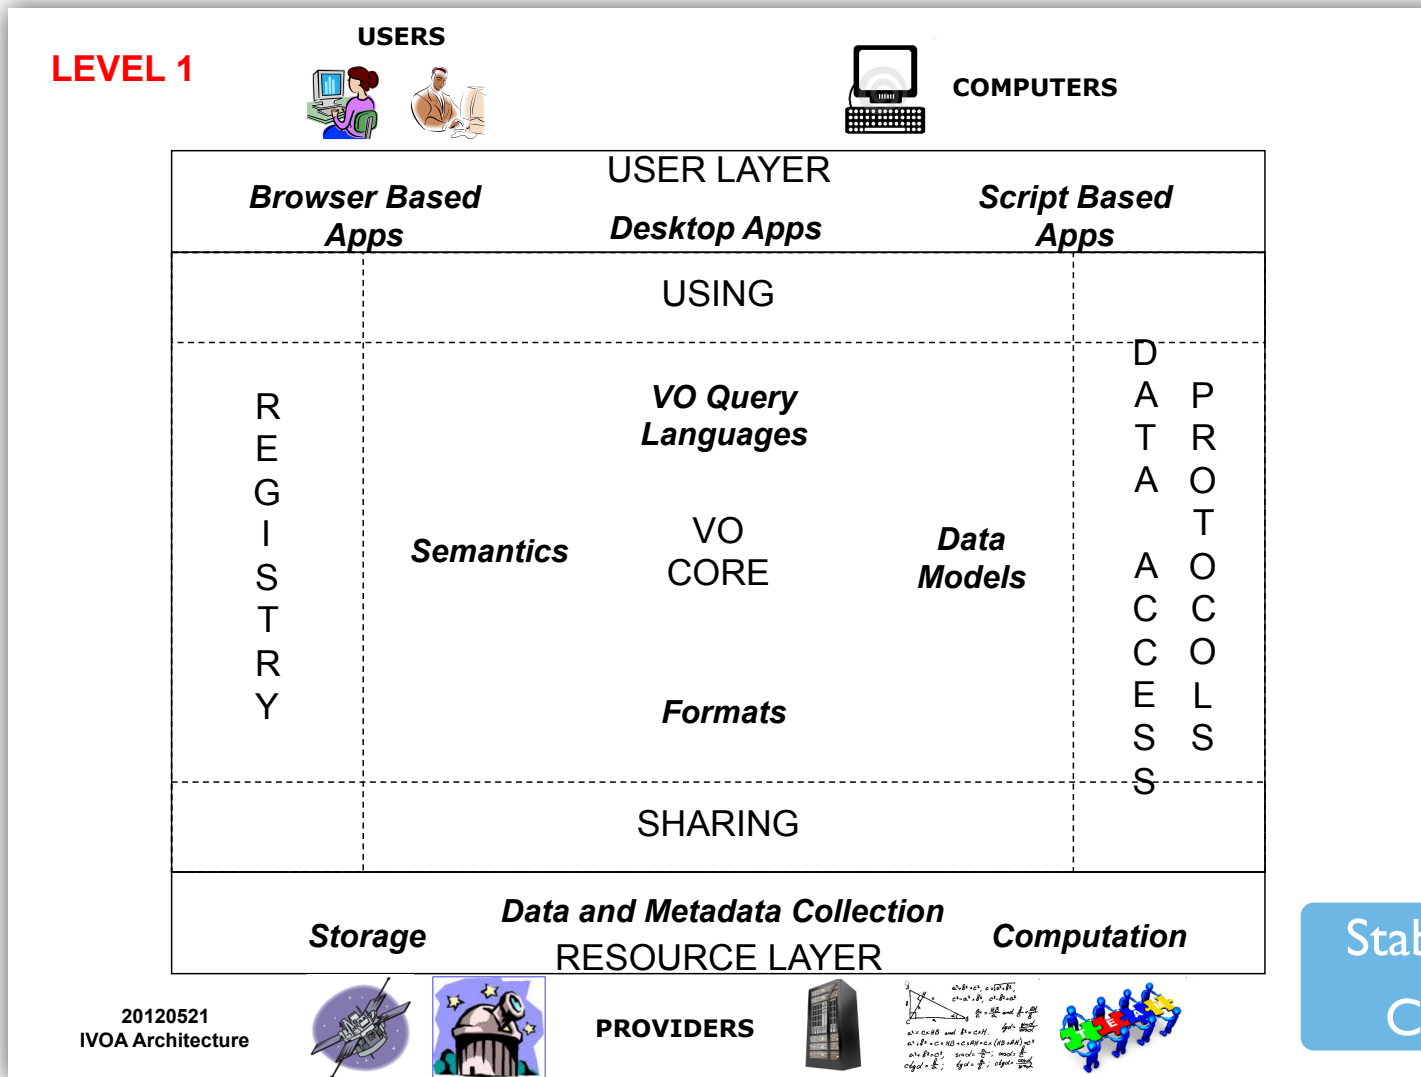 LEVEL 1
USERS
COMPUTERS
USER LAYER
Browser Based
Apps
Desktop Apps
Script Based
Apps
USING
REGISTRY
VO Query
Languages
Semantics
VO
CORE
Data
Models
Formats
DATA ACCESS
PROTOCOLS
SHARING
Storage
Data and Metadata Collection
Computation
RESOURCE LAYER
20120521
IVOA Architecture
PROVIDERS
TEAM